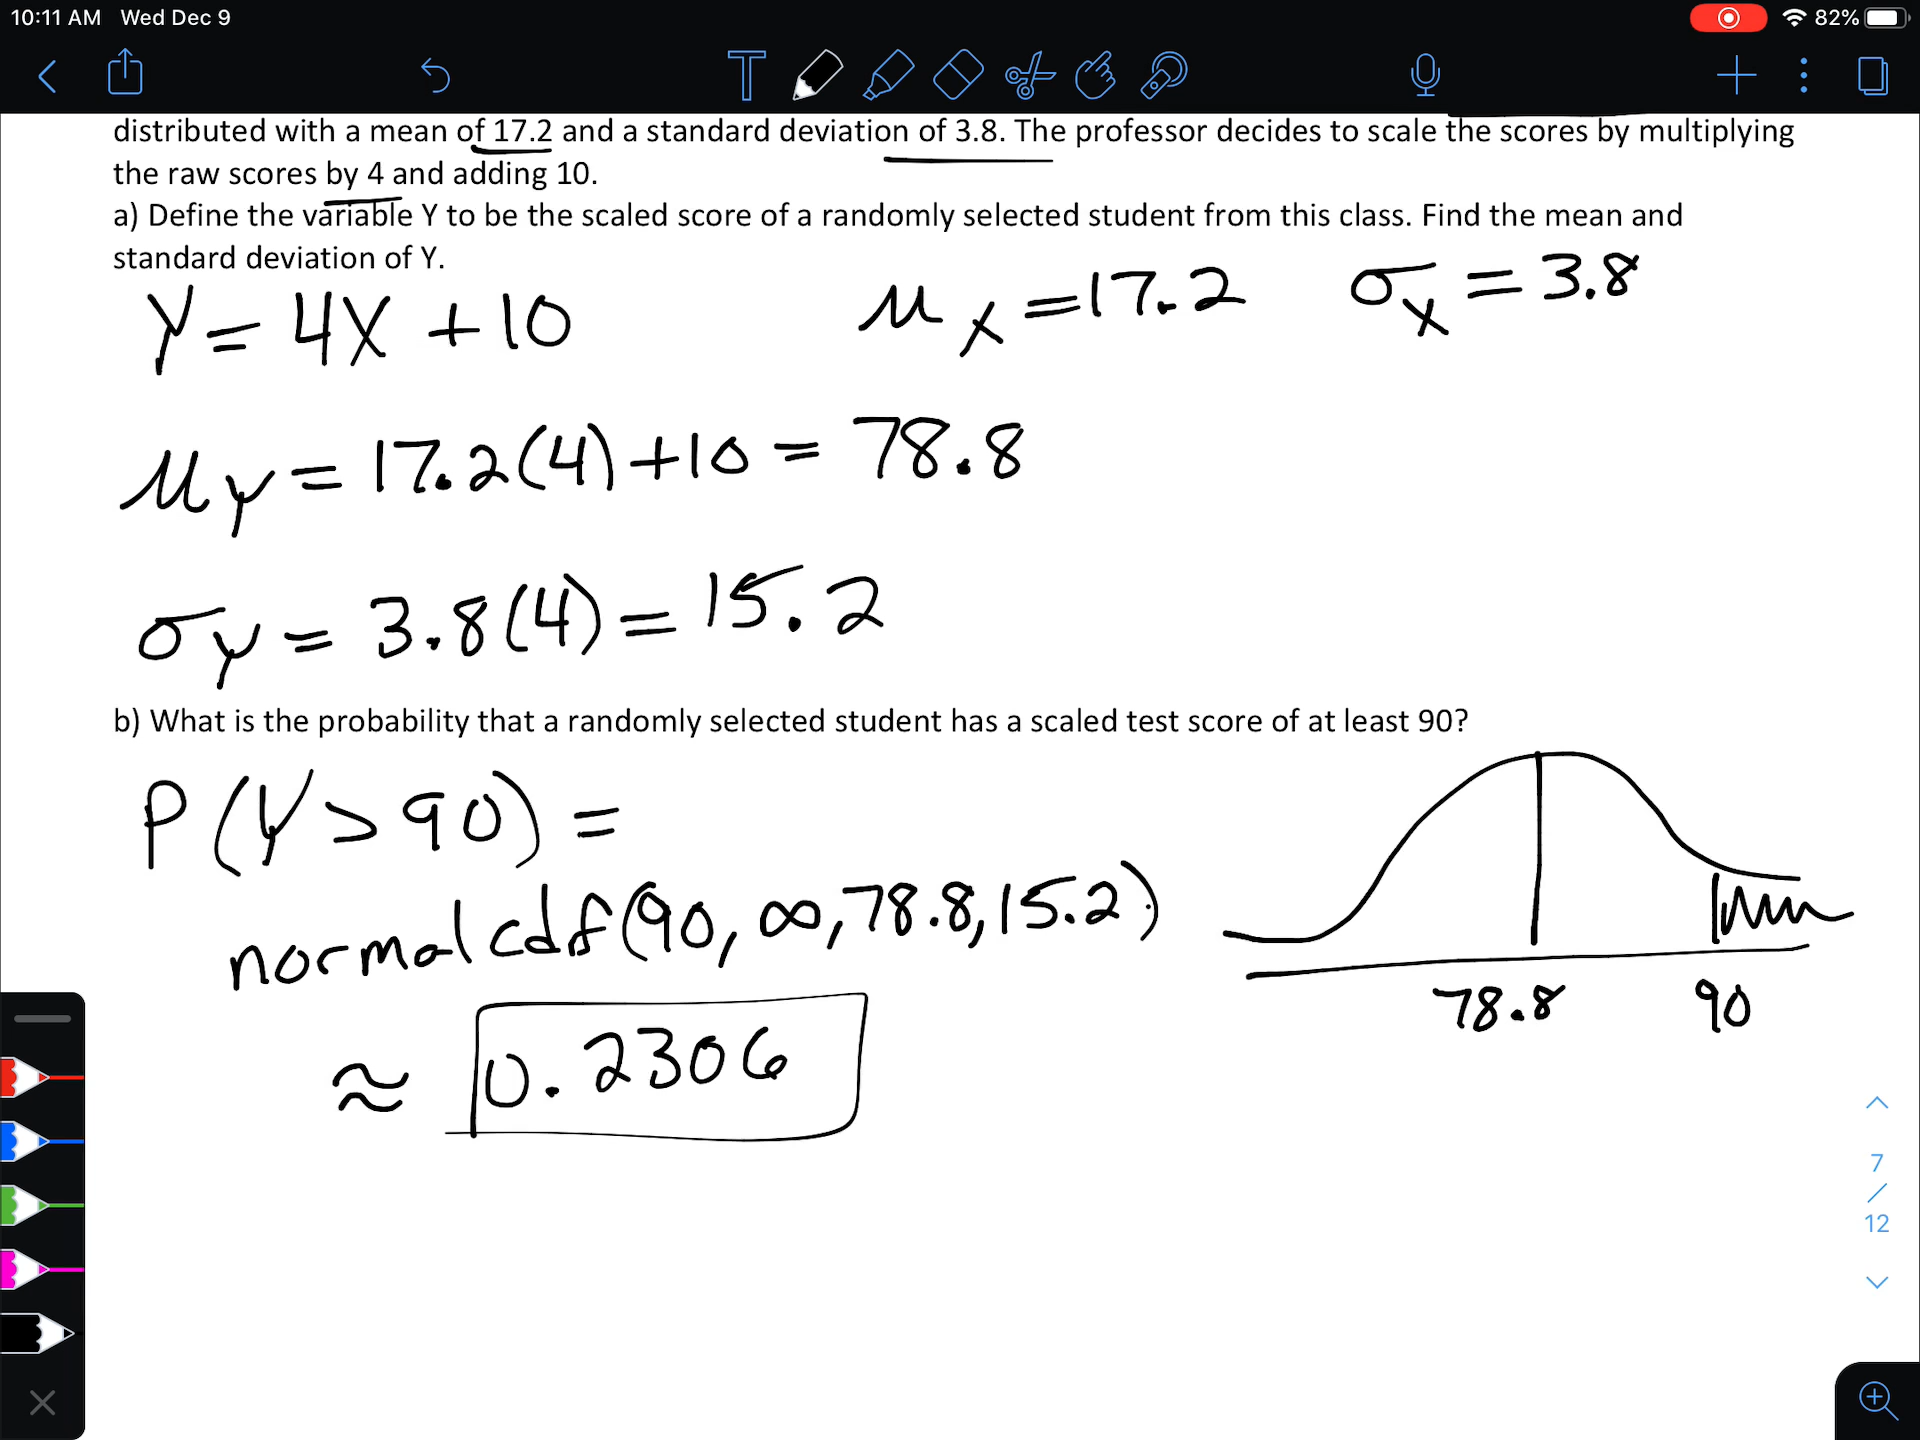 10:11 AM Wed Dec 9 82%
T
distributed with a mean of 17.2 and a standard deviation of 3.8. The professor decides to scale the scores by multiplying
the raw scores by 4 and adding 10.
a) Define the variable Y to be the scaled score of a randomly selected student from this class. Find the mean and
standard deviation of Y.
Y = 4X + 10 μ_X = 17.2 σ_X = 3.8
μ_Y = 17.2(4) + 10 = 78.8
σ_Y = 3.8(4) = 15.2
b) What is the probability that a randomly selected student has a scaled test score of at least 90?
P(Y > 90) =
normalcdf(90, ∞, 78.8, 15.2)
≈ 0.2306
78.8 90
7
/
12